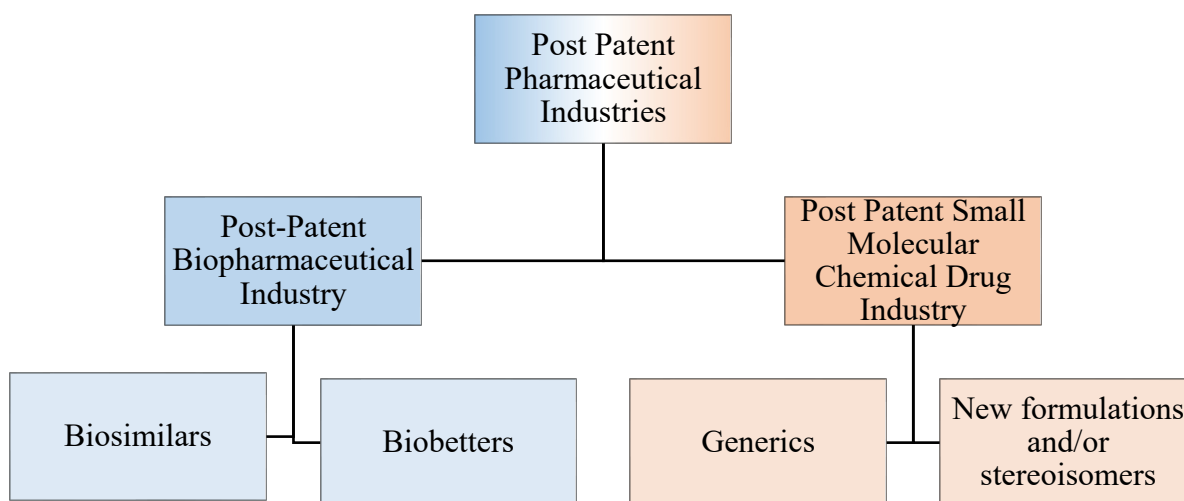 Post Patent
Pharmaceutical
Industries
Post-Patent
Biopharmaceutical
Industry
Post Patent Small
Molecular
Chemical Drug
Industry
Biosimilars
Biobetters
Generics
New formulations
and/or
stereoisomers